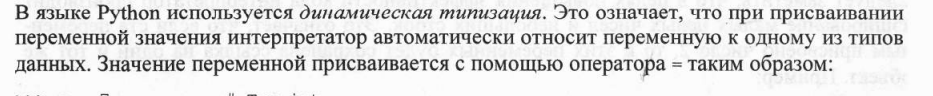 В языке Python используется динамическая типизация. Это означает, что при присваивании
переменной значения интерпретатор автоматически относит переменную к одному из типов
данных. Значение переменной присваивается с помощью оператора = таким образом: